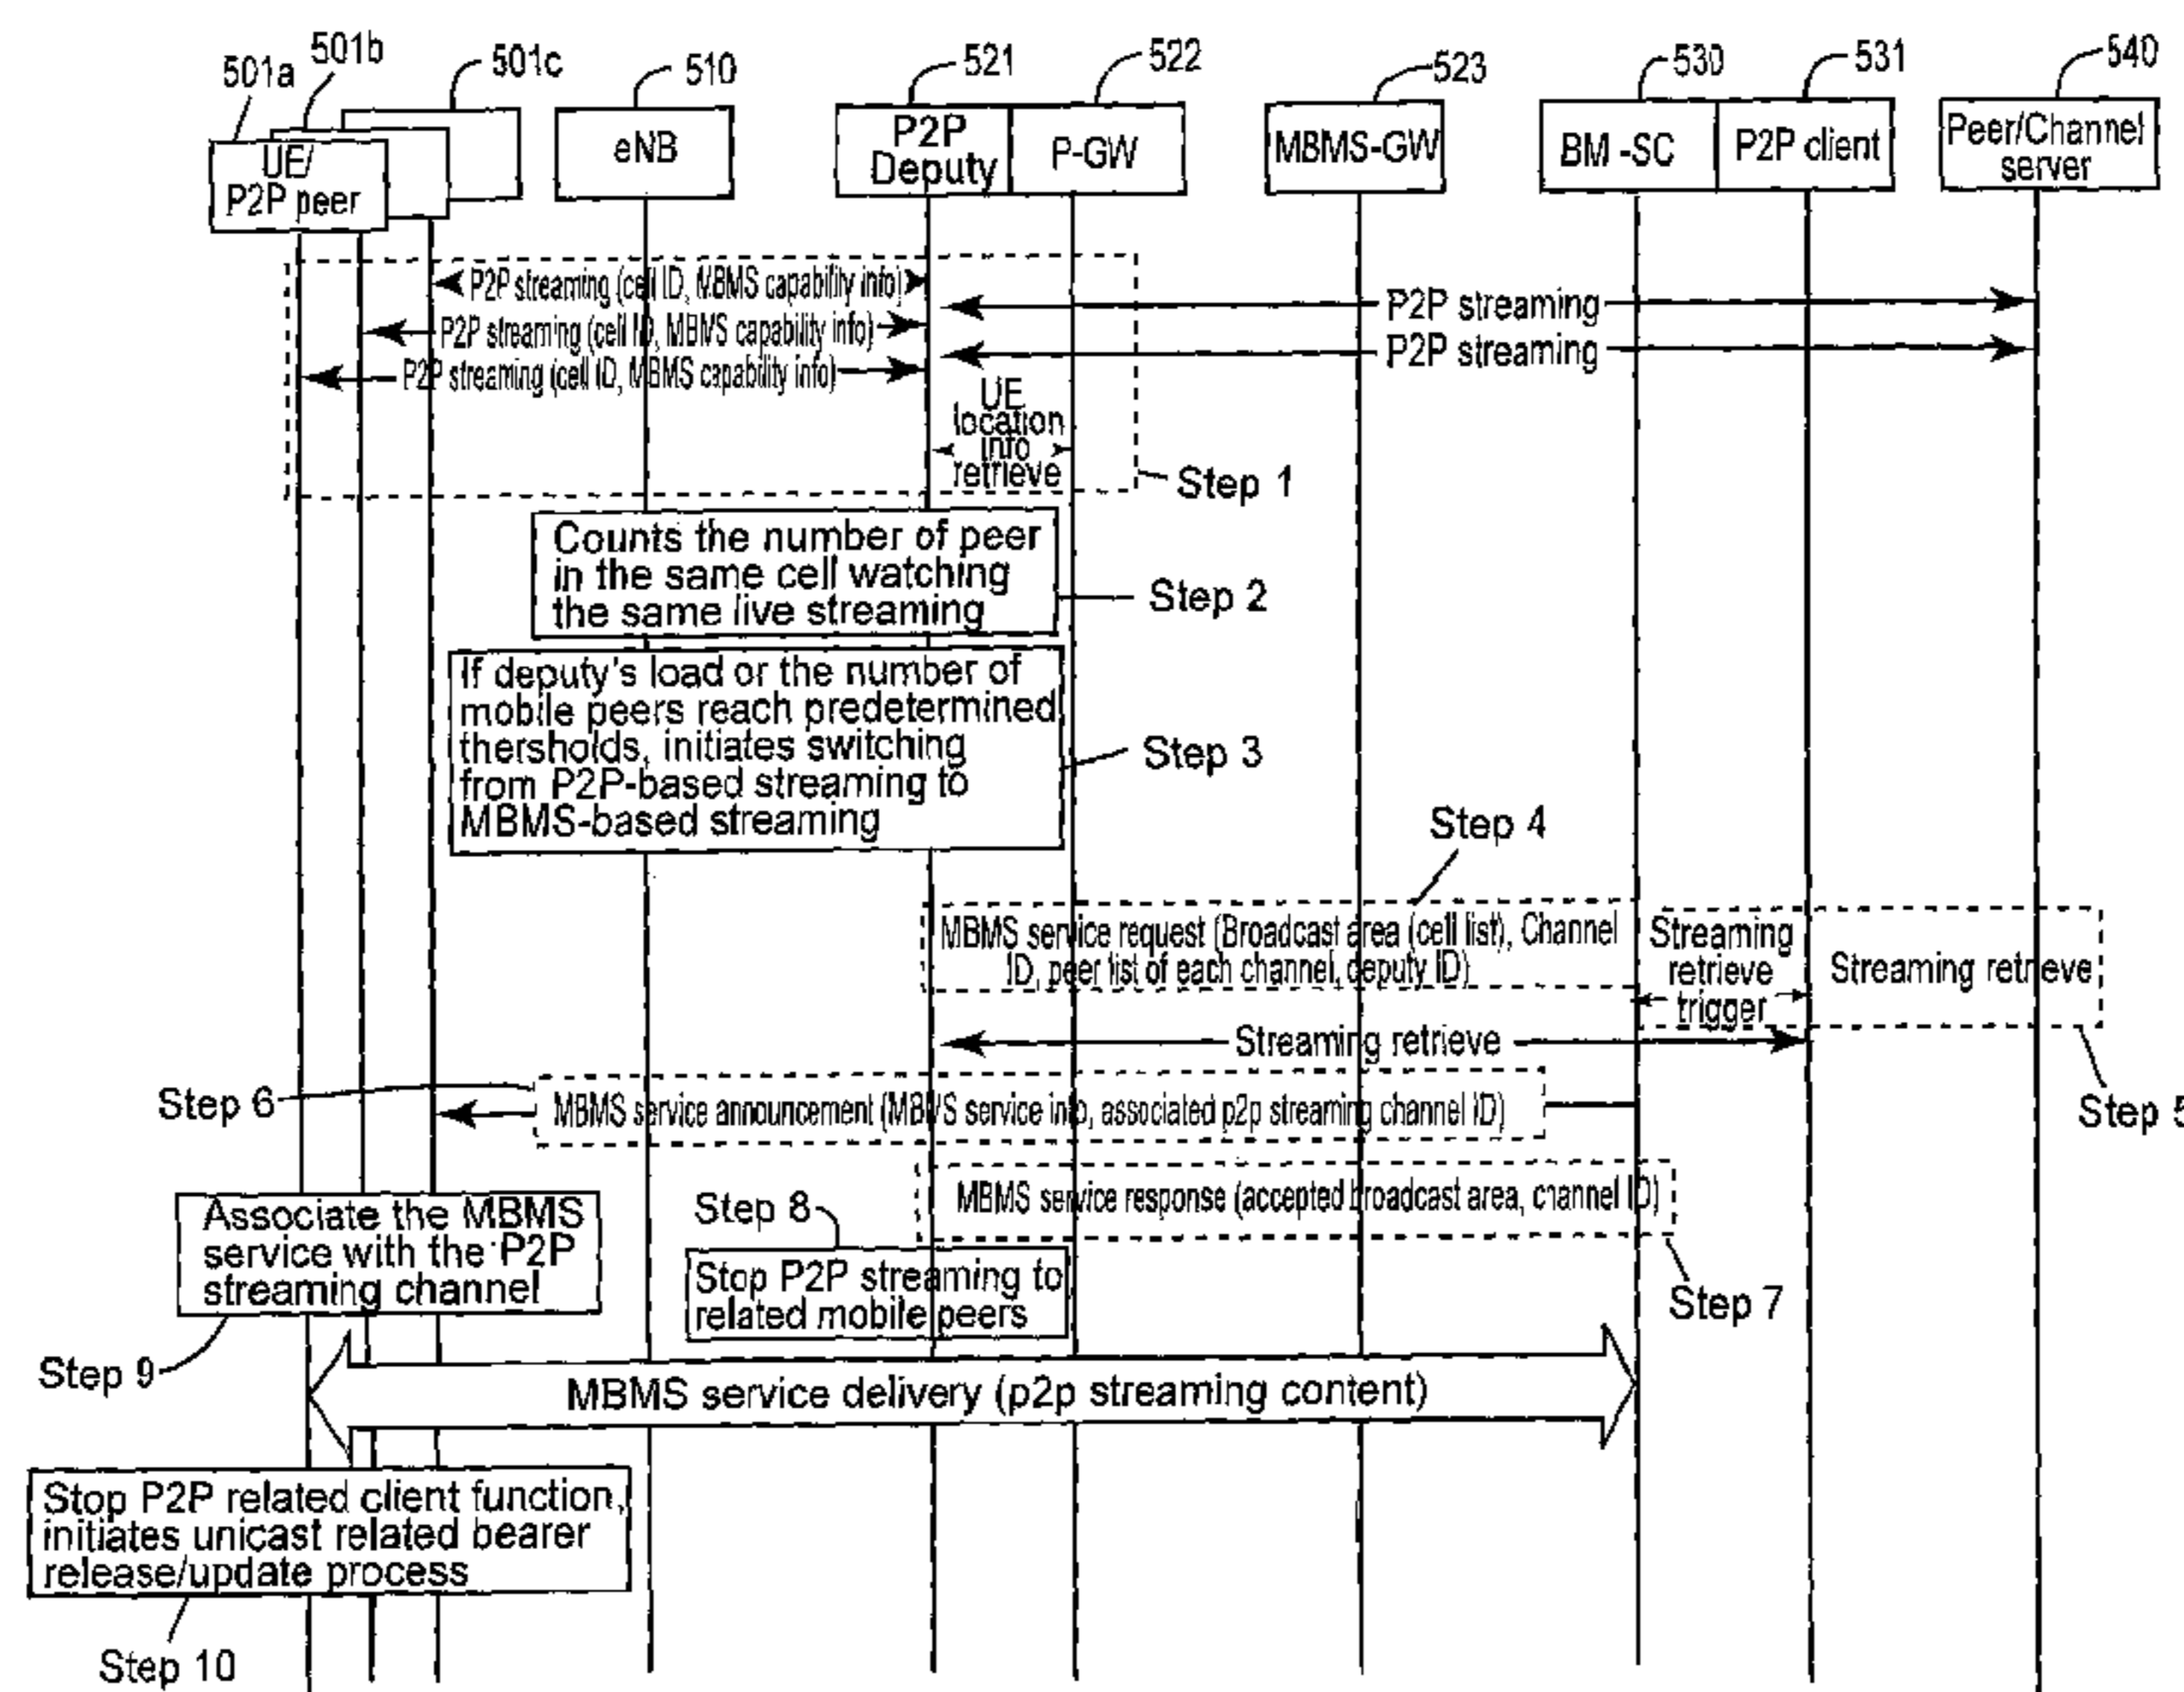 501a
501b
501c
510
521
522
523
530
531
540
UE/
P2P peer
eNB
P2P
Deputy
P-GW
MBMS-GW
BM -SC
P2P client
Peer/Channel
server
P2P streaming (cell ID, MBMS capability info)
P2P streaming (cell ID, MBMS capability info)
P2P streaming (cell ID, MBMS capability info)
P2P streaming
P2P streaming
UE
location
info
retrieve
Step 1
Counts the number of peer
in the same cell watching
the same live streaming
Step 2
If deputy's load or the number of
mobile peers reach predetermined
thersholds, initiates switching
from P2P-based streaming to
MBMS-based streaming
Step 3
Step 4
MBMS service request (Broadcast area (cell list), Channel
ID, peer list of each channel, deputy ID)
Streaming
retrieve
trigger
Streaming retrieve
Streaming retrieve
Step 5
Step 6
MBMS service announcement (MBMS service info, associated p2p streaming channel ID)
MBMS service response (accepted broadcast area, channel ID)
Step 7
Step 8
Stop P2P streaming to
related mobile peers
Associate the MBMS
service with the P2P
streaming channel
Step 9
MBMS service delivery (p2p streaming content)
Stop P2P related client function,
initiates unicast related bearer
release/update process
Step 10